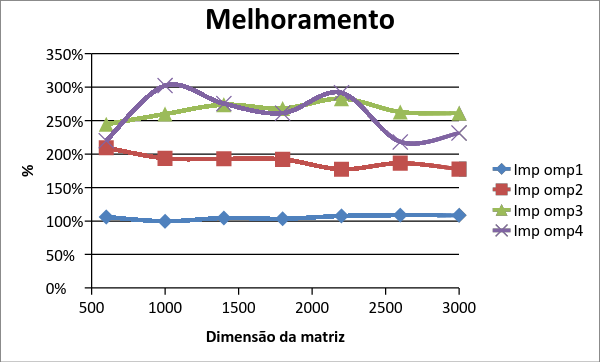 Melhoramento
350%
300%
250%
200%
150%
100%
50%
0%
%
500 1000 1500 2000 2500 3000
Dimensão da matriz
Imp omp1
Imp omp2
Imp omp3
Imp omp4